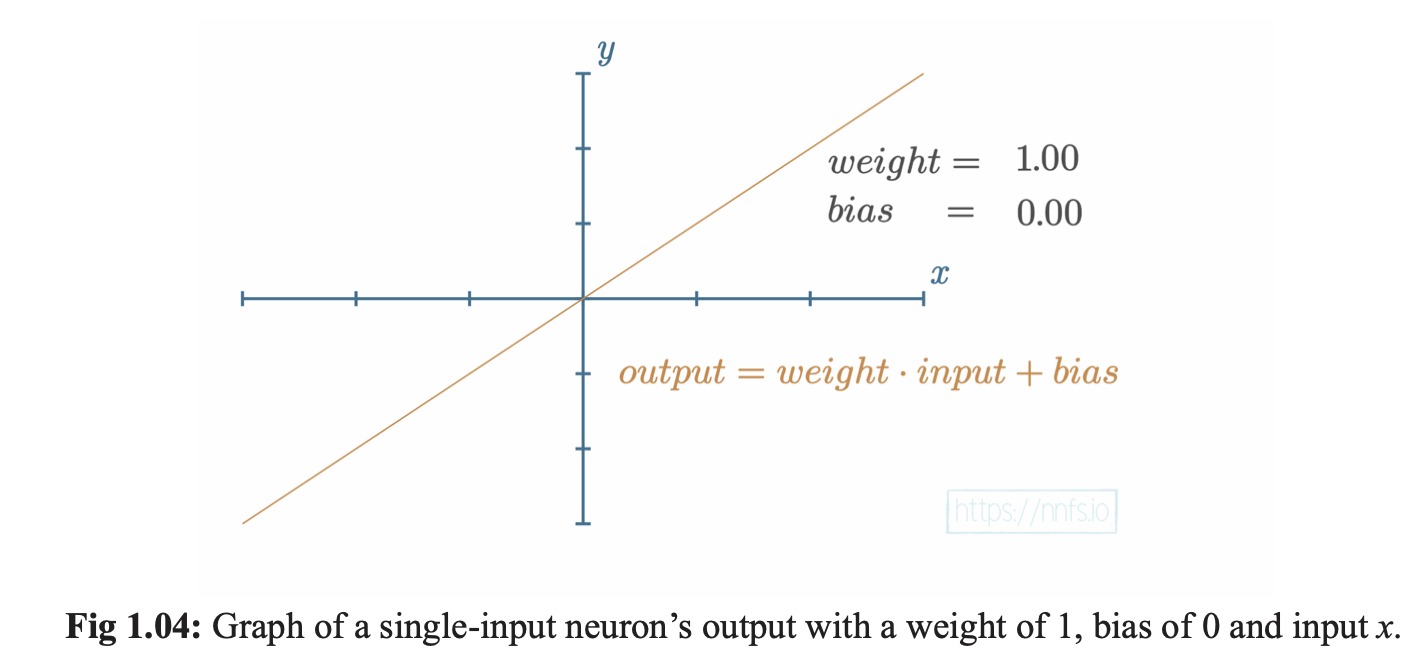 y
weight = 1.00
bias = 0.00
x
output = weight · input + bias
https://nnfs.io
Fig 1.04: Graph of a single-input neuron’s output with a weight of 1, bias of 0 and input x.